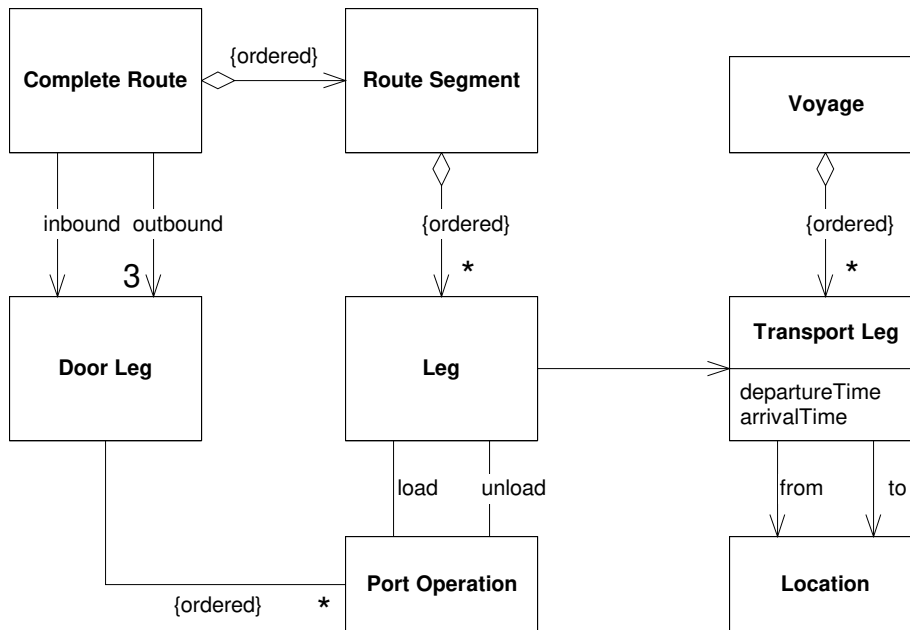 {ordered}
Complete Route
Route Segment
Voyage
inbound
outbound
{ordered}
{ordered}
3
*
*
Door Leg
Leg
Transport Leg
departureTime
arrivalTime
load
unload
from
to
Port Operation
Location
{ordered}
*